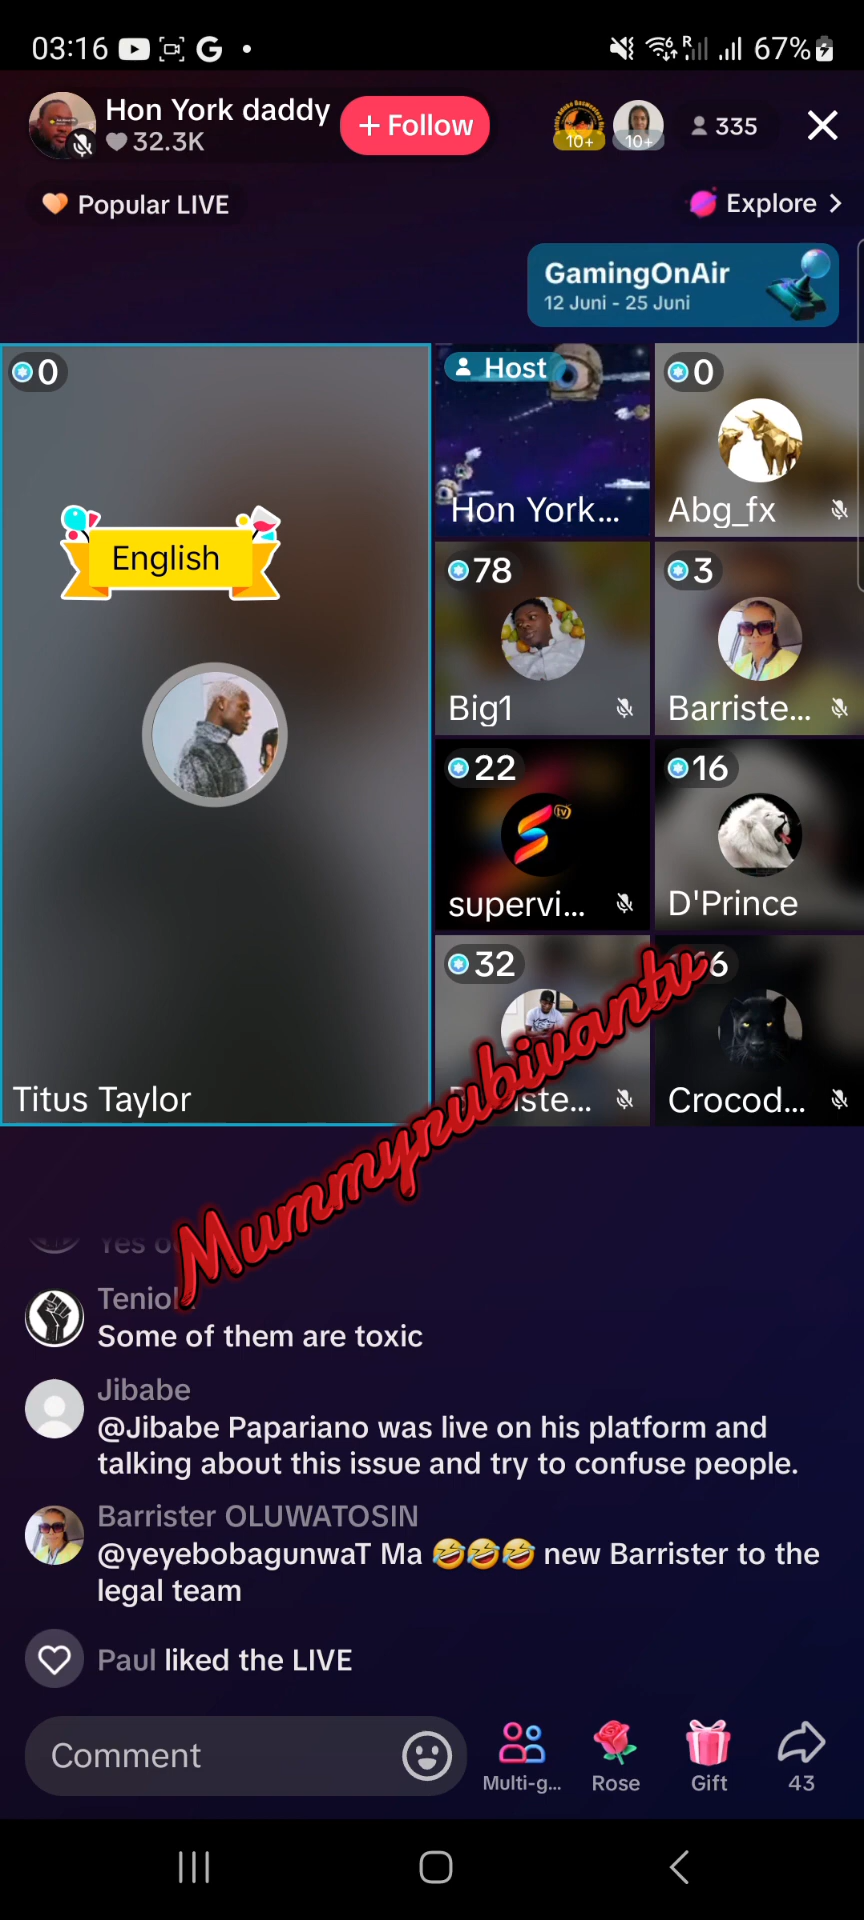 03:16
67%
Hon York daddy
32.3K
+ Follow
10+
10+
335
Popular LIVE
Explore >
GamingOnAir
12 Juni - 25 Juni
0
English
Titus Taylor
Host
Hon York...
0
Abg_fx
78
Big1
3
Barriste...
22
supervi...
16
D'Prince
32
iste...
6
Crocod...
Mummyrubivantv
Yes o
Teniol
Some of them are toxic
Jibabe
@Jibabe Papariano was live on his platform and
talking about this issue and try to confuse people.
Barrister OLUWATOSIN
@yeyebobagunwaT Ma 🤣🤣🤣 new Barrister to the
legal team
Paul liked the LIVE
Comment
Multi-g...
Rose
Gift
43